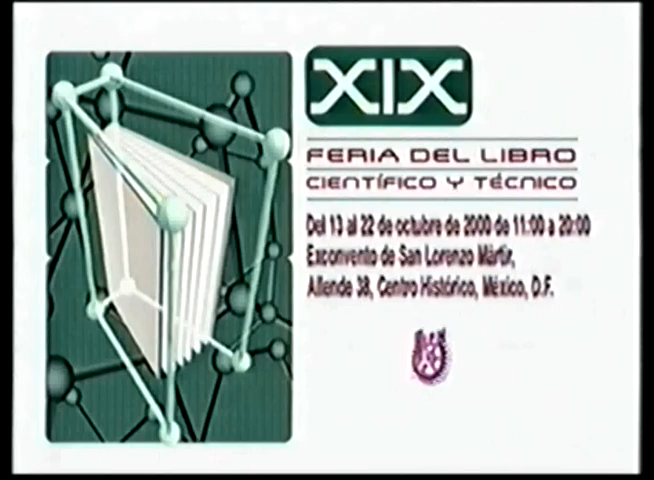 XIX
FERIA DEL LIBRO
CIENTÍFICO Y TÉCNICO
Del 13 al 22 de octubre de 2000 de 11:00 a 20:00
Exconvento de San Lorenzo Mártir,
Allende 38, Centro Histórico, México, D.F.